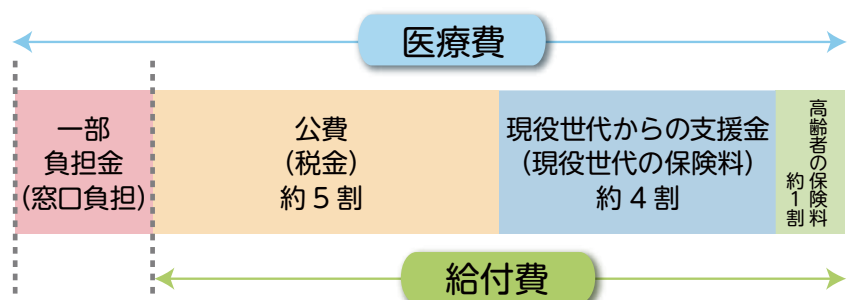 医療費
一部
負担金
(窓口負担)
公費
(税金)
約5割
現役世代からの支援金
(現役世代の保険料)
約4割
高齢者の保険料
約1割
給付費